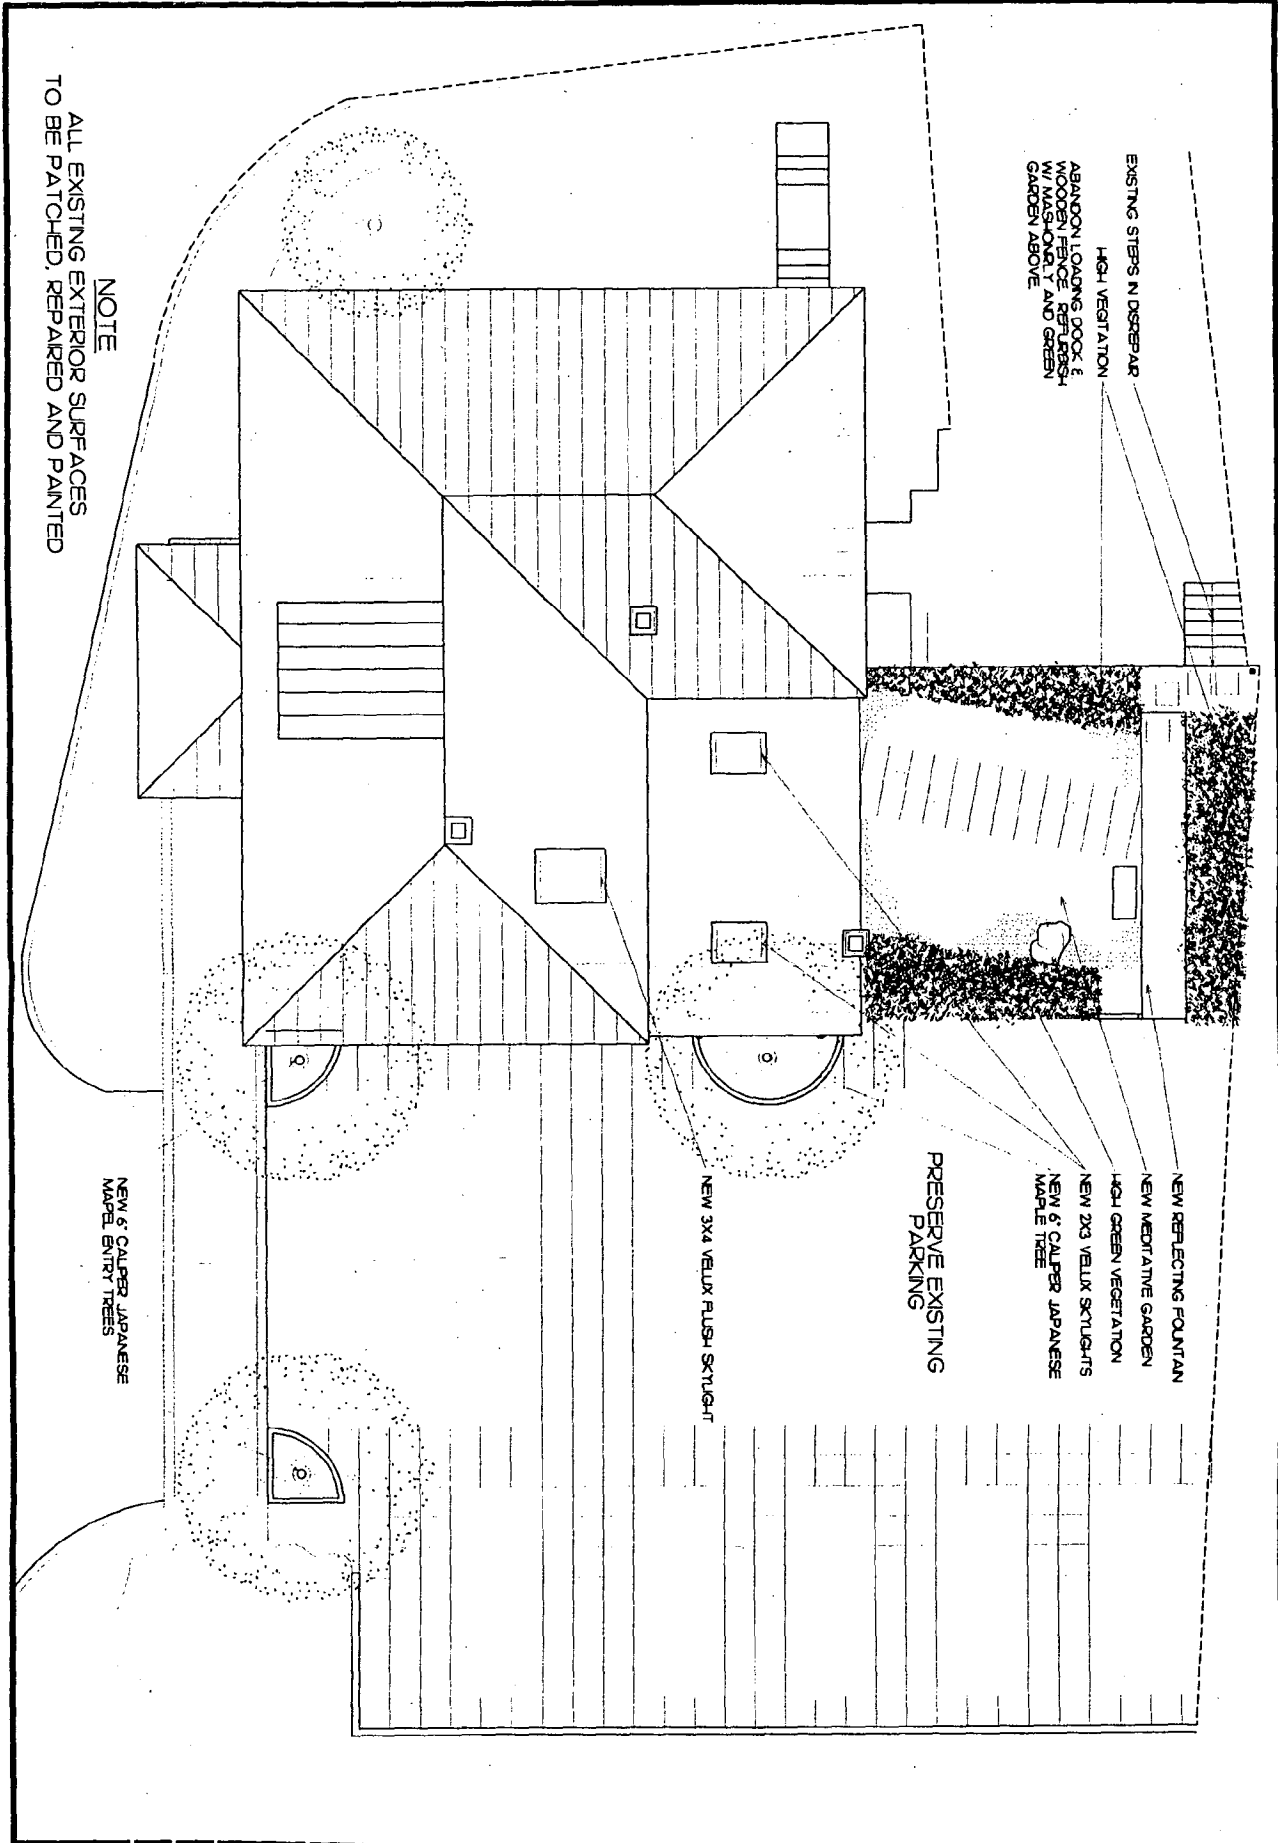 EXISTING STEPS IN DISREPAIR
HIGH VEGITATION
ABANDON LOADING DOCK &
WOODEN FENCE. REFURBISH
W/ MASHONRLY AND GREEN
GARDEN ABOVE
NEW REFLECTING FOUNTAIN
NEW MEDITATIVE GARDEN
HIGH GREEN VEGETATION
NEW 2X3 VELUX SKYLIGHTS
NEW 6" CALIPER JAPANESE
MAPLE TREE
PRESERVE EXISTING
PARKING
NEW 3X4 VELUX FLUSH SKYLIGHT
NOTE
ALL EXISTING EXTERIOR SURFACES
TO BE PATCHED, REPAIRED AND PAINTED
NEW 6" CALIPER JAPANESE
MAPEL ENTRY TREES